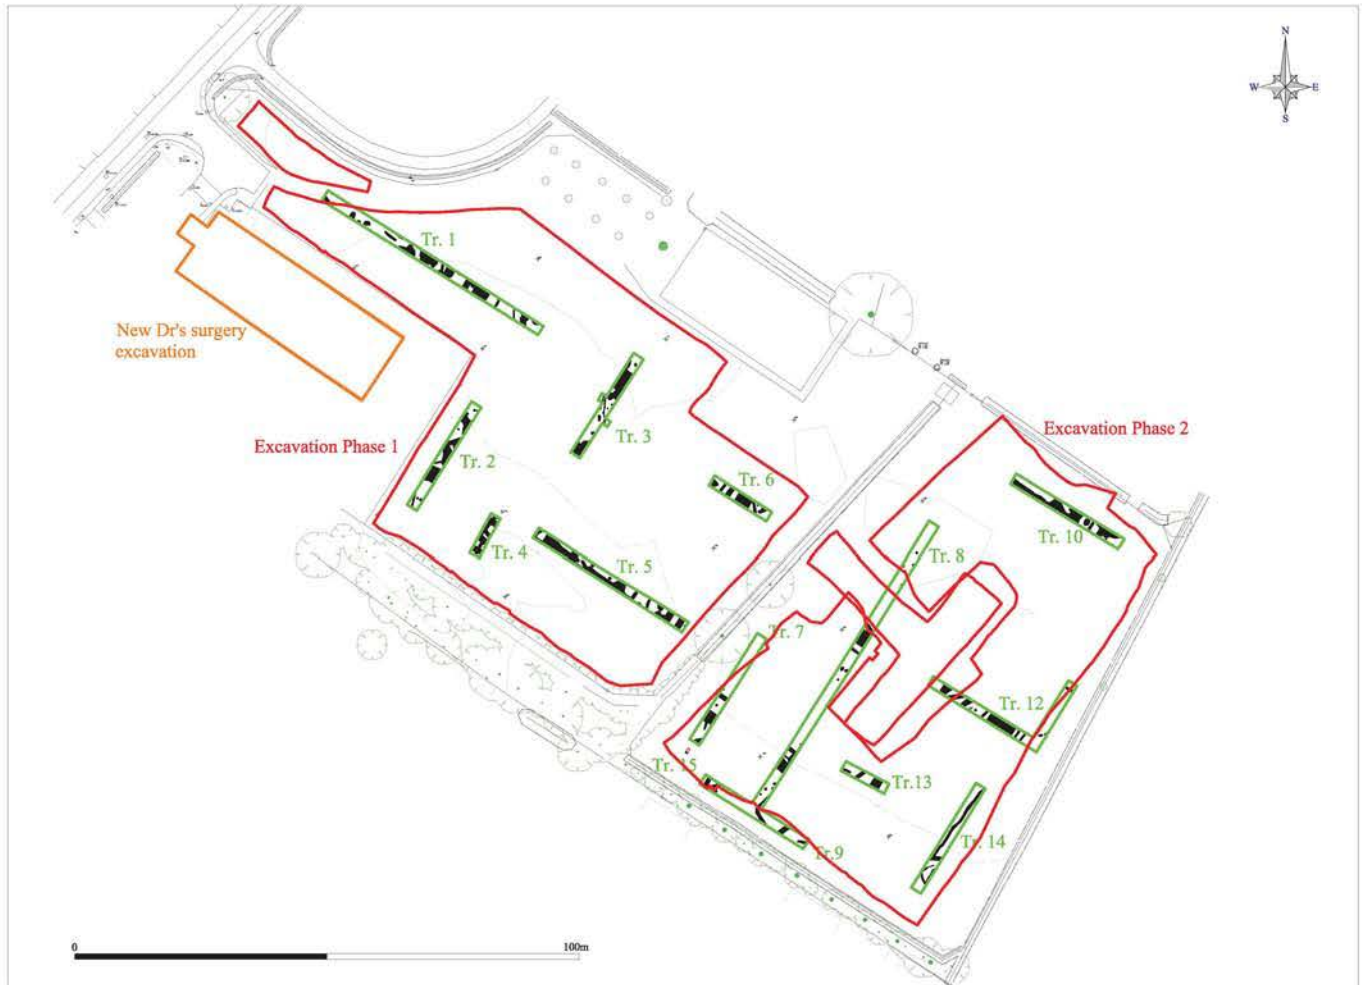 N
W E
S
Tr. 1
New Dr's surgery
excavation
Excavation Phase 1
Tr. 2
Tr. 3
Tr. 4
Tr. 5
Tr. 6
Excavation Phase 2
Tr. 10
Tr. 8
Tr. 7
Tr. 12
Tr. 15
Tr.13
Tr. 14
Tr.9
0 100m